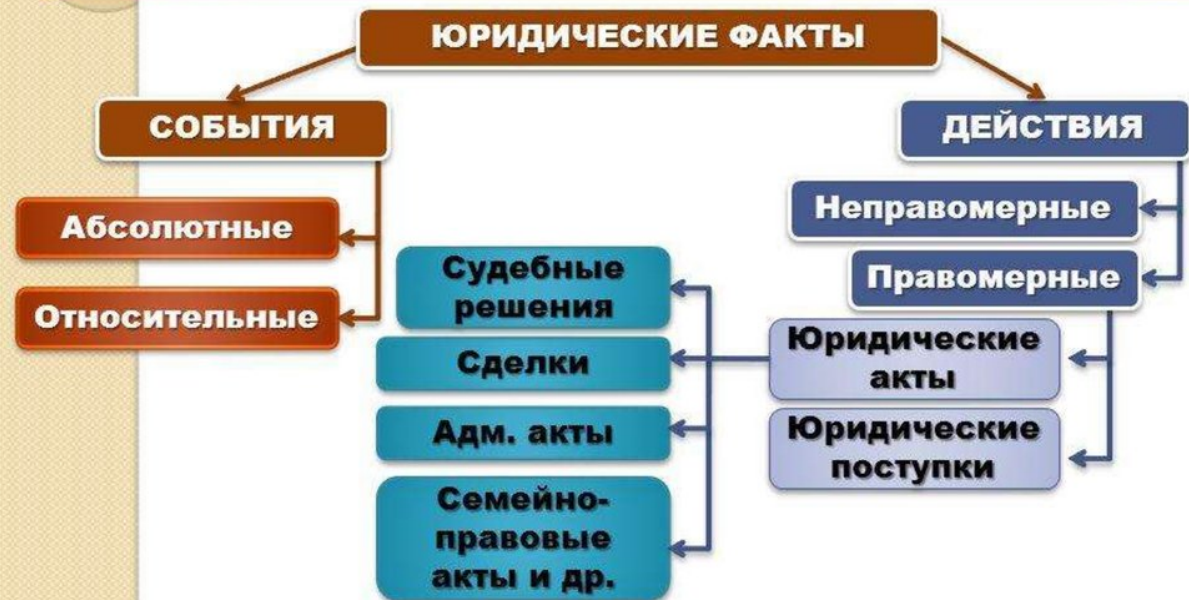 ЮРИДИЧЕСКИЕ ФАКТЫ
СОБЫТИЯ
Абсолютные
Относительные
ДЕЙСТВИЯ
Неправомерные
Правомерные
Юридические
акты
Юридические
поступки
Судебные
решения
Сделки
Адм. акты
Семейно-
правовые
акты и др.